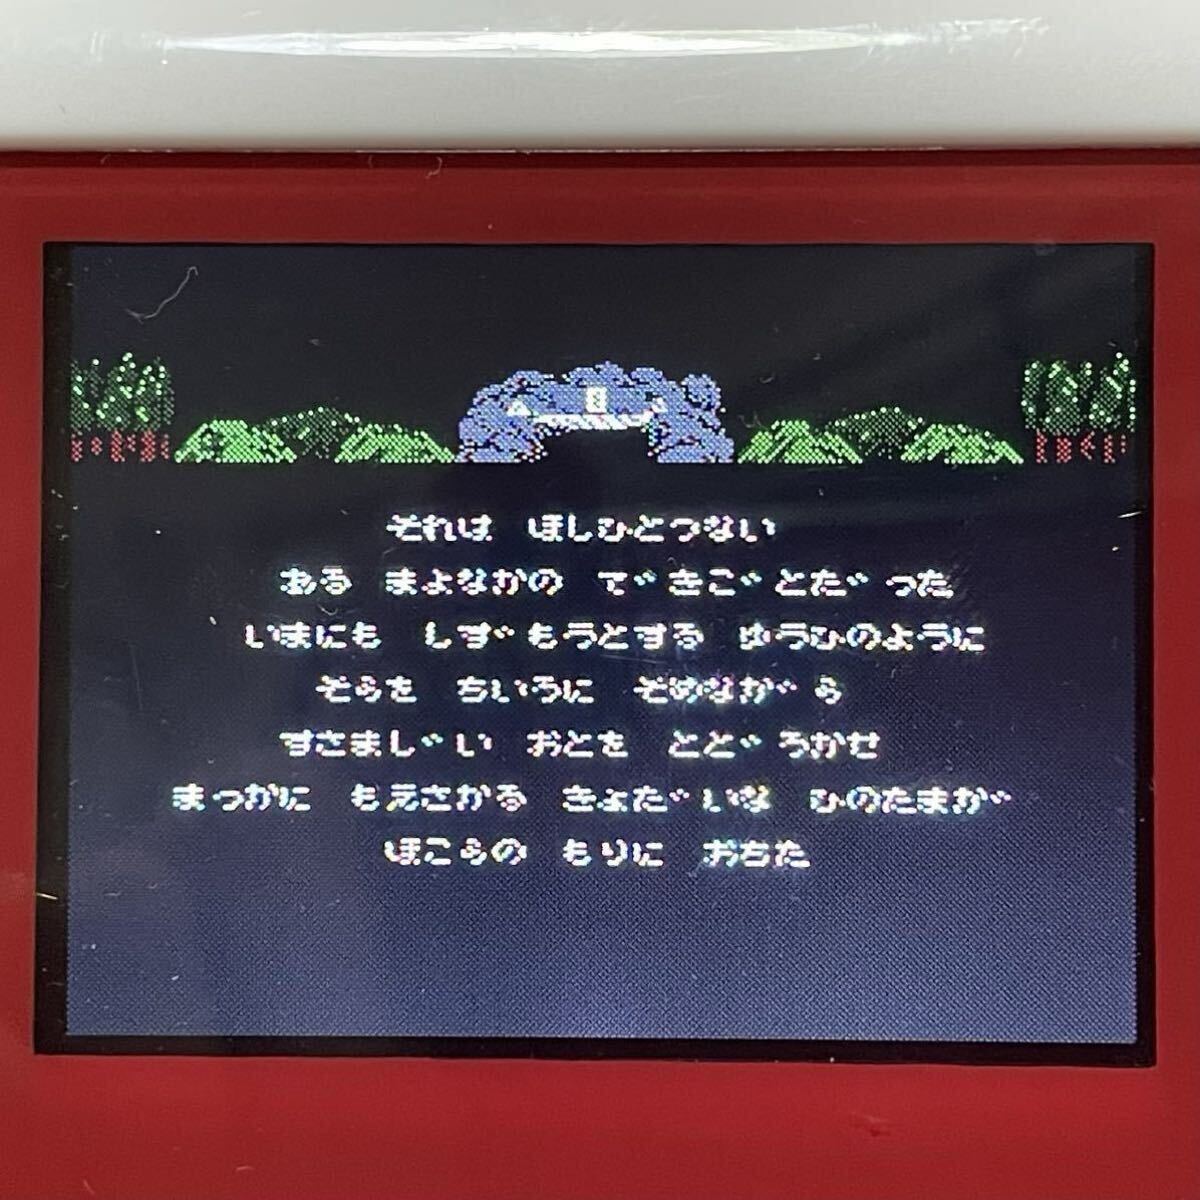 それは ほしひとつない
ある まよなかの できごとだった
いまにも しずもうとする ゆうひのように
そらを ちいろに そめながら
すさまじい おとを とどろかせ
まっかに もえさかる きょだいな ひのたまが
ほこらの もりに おちた